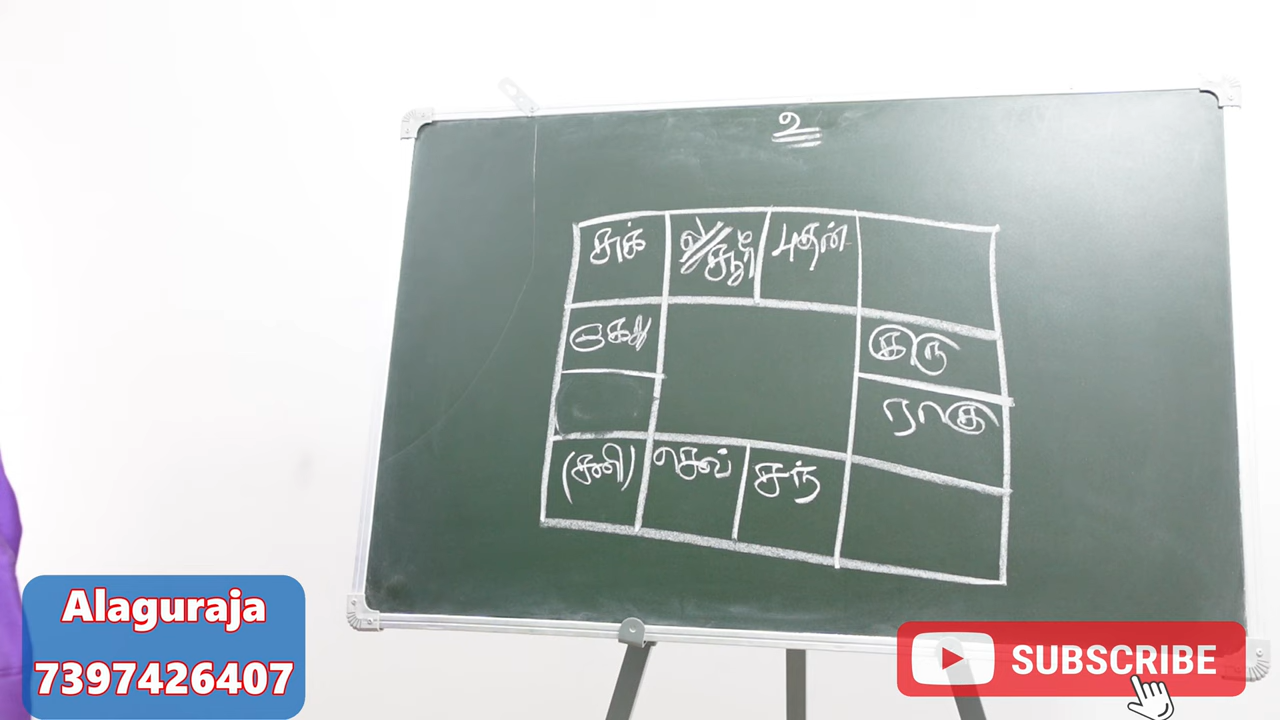 உ
சுக்
ல/
சூரி
புதன்
கேது
குரு
ராகு
(சனி)
செவ்
சந்
Alaguraja
7397426407
SUBSCRIBE